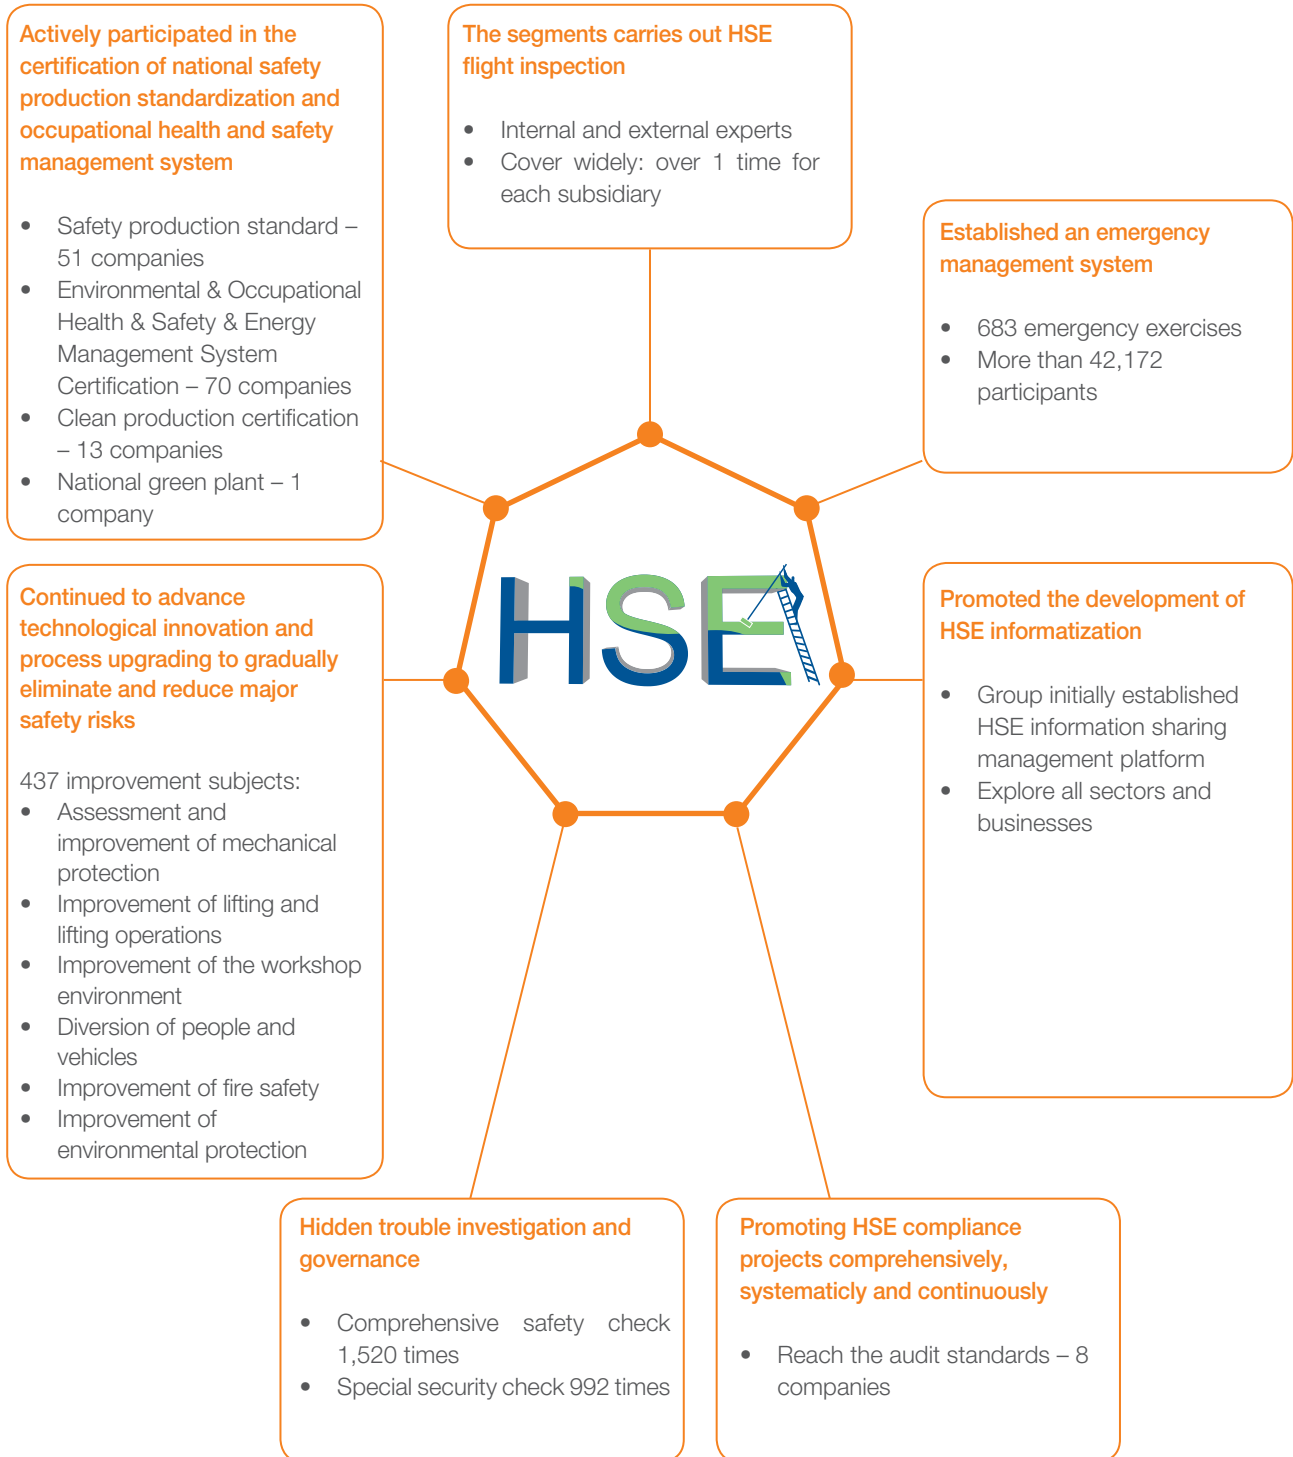 Actively participated in the
certification of national safety
production standardization and
occupational health and safety
management system
• Safety production standard –
51 companies
• Environmental & Occupational
Health & Safety & Energy
Management System
Certification – 70 companies
• Clean production certification
– 13 companies
• National green plant – 1
company
The segments carries out HSE
flight inspection
• Internal and external experts
• Cover widely: over 1 time for
each subsidiary
Established an emergency
management system
• 683 emergency exercises
• More than 42,172
participants
HSE
Continued to advance
technological innovation and
process upgrading to gradually
eliminate and reduce major
safety risks
437 improvement subjects:
• Assessment and
improvement of mechanical
protection
• Improvement of lifting and
lifting operations
• Improvement of the workshop
environment
• Diversion of people and
vehicles
• Improvement of fire safety
• Improvement of
environmental protection
Promoted the development of
HSE informatization
• Group initially established
HSE information sharing
management platform
• Explore all sectors and
businesses
Hidden trouble investigation and
governance
• Comprehensive safety check
1,520 times
• Special security check 992 times
Promoting HSE compliance
projects comprehensively,
systematicly and continuously
• Reach the audit standards – 8
companies